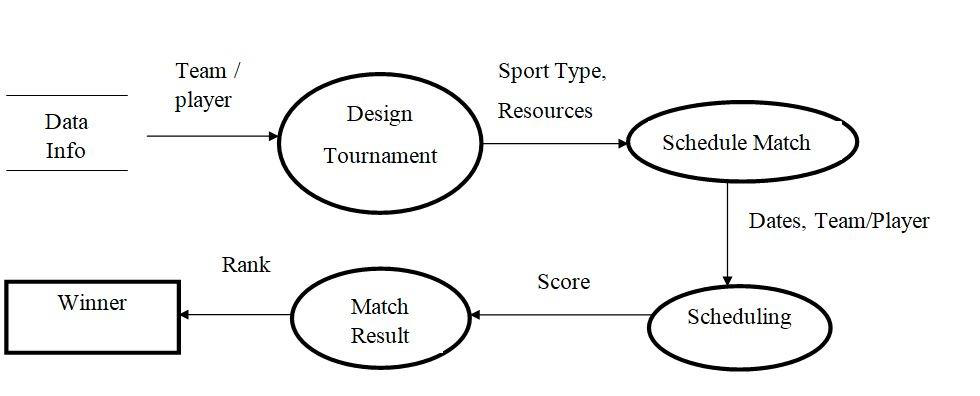 Team /
player
Sport Type,
Resources
Data
Info
Design
Tournament
Schedule Match
Dates, Team/Player
Rank
Score
Winner
Match
Result
Scheduling